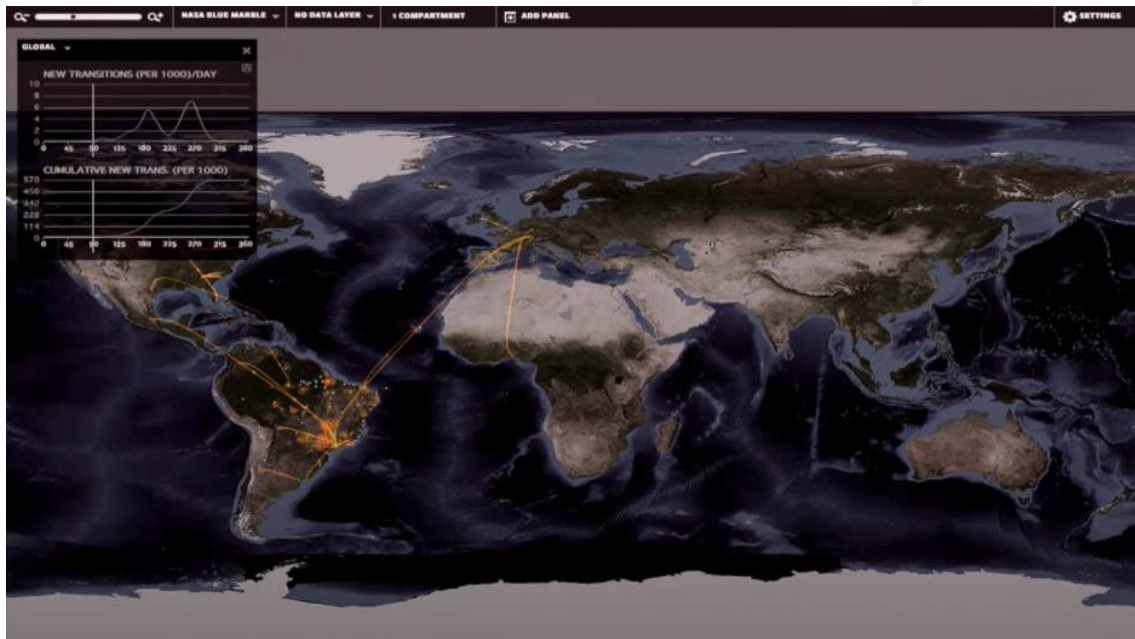 NASA BLUE MARBLE NO DATA LAYER 1 COMPARTMENT ADD PANEL SETTINGS
GLOBAL
NEW TRANSITIONS (PER 1000)/DAY
10
8
6
4
2
0
0 45 90 135 180 225 270 315 360
CUMULATIVE NEW TRANS. (PER 1000)
570
456
342
228
114
0
0 45 90 135 180 225 270 315 360